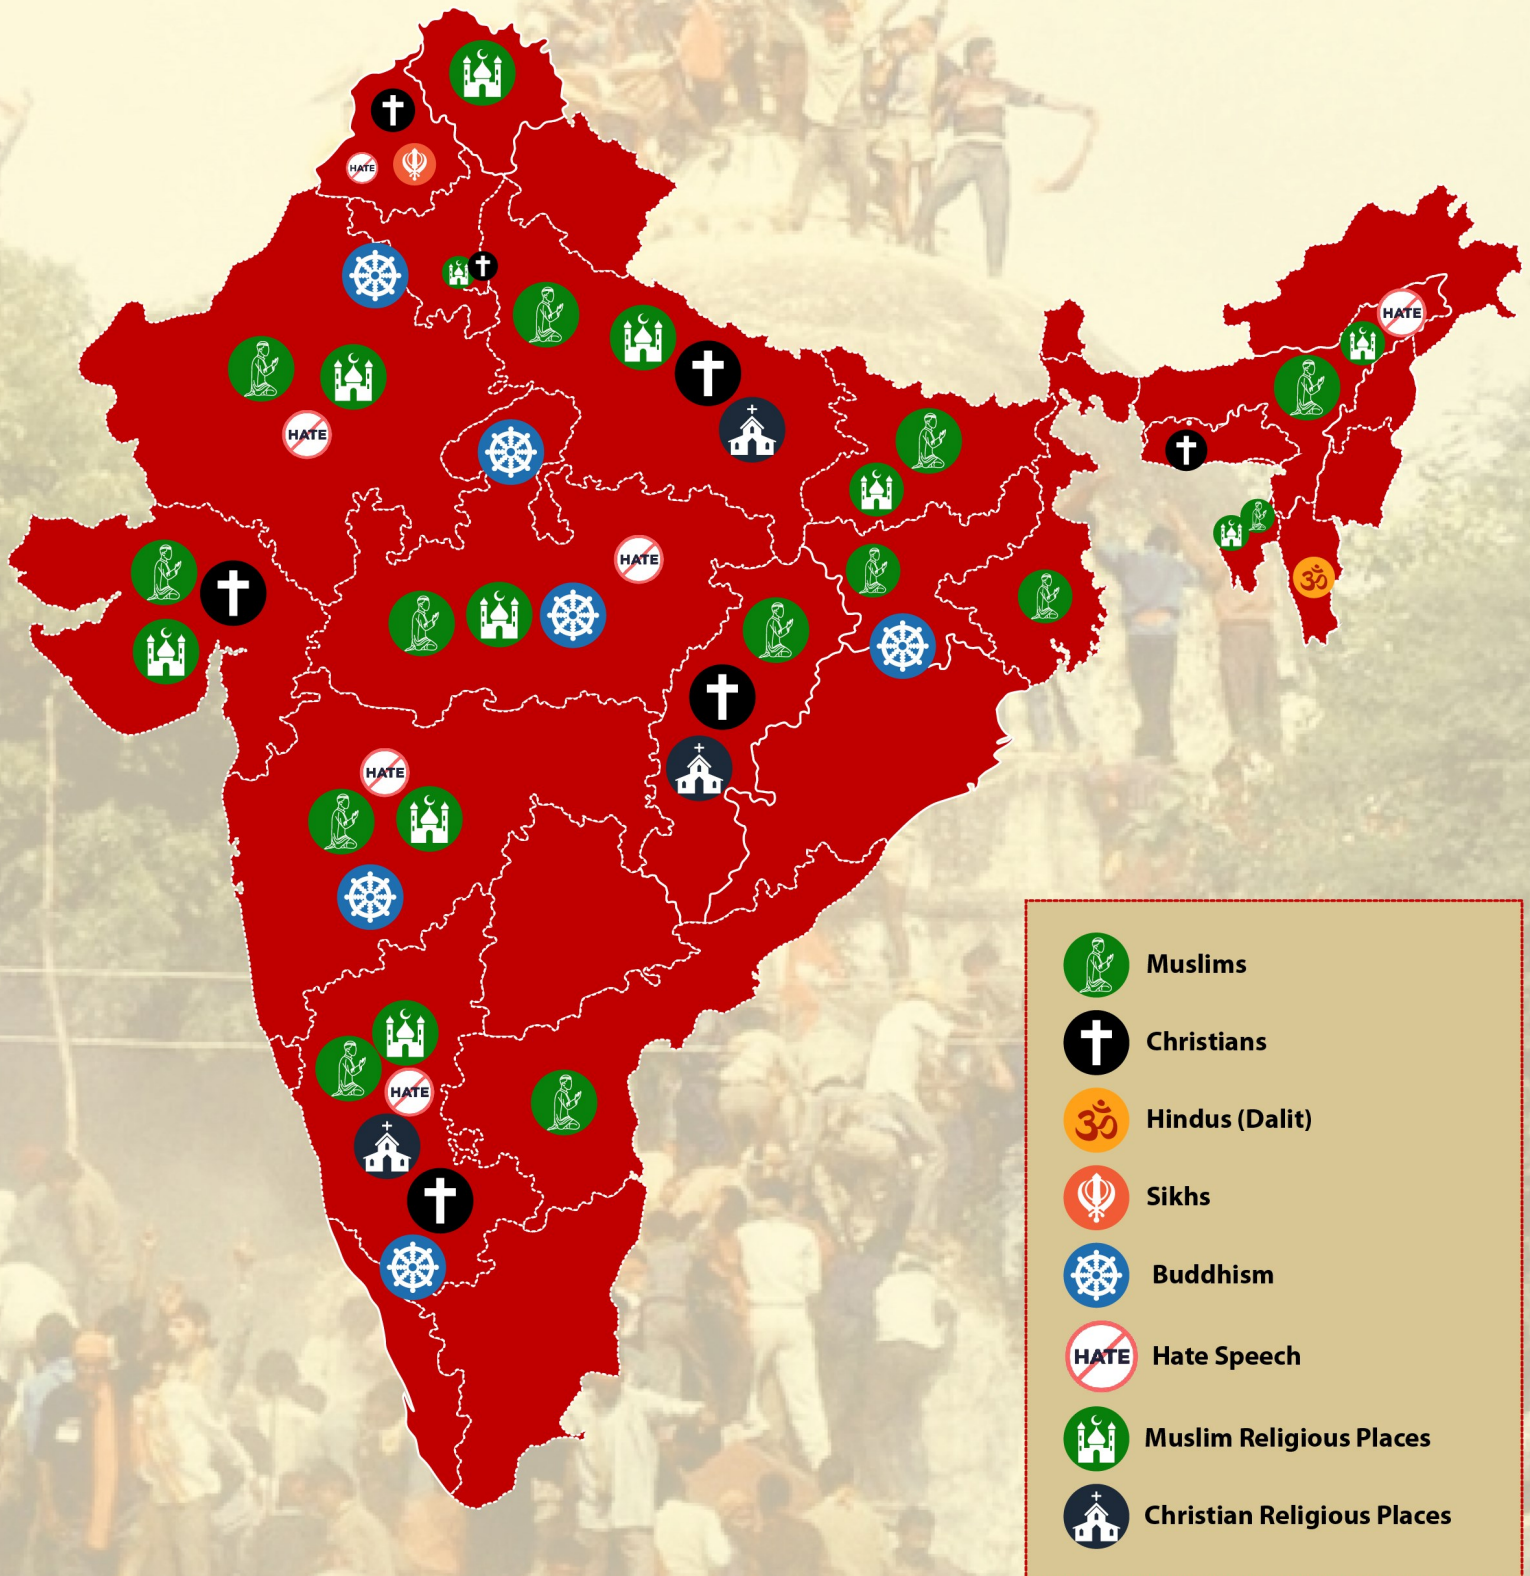 HATE
HATE
HATE
HATE
HATE
HATE
Muslims
Christians
Hindus (Dalit)
Sikhs
Buddhism
HATE
Hate Speech
Muslim Religious Places
Christian Religious Places